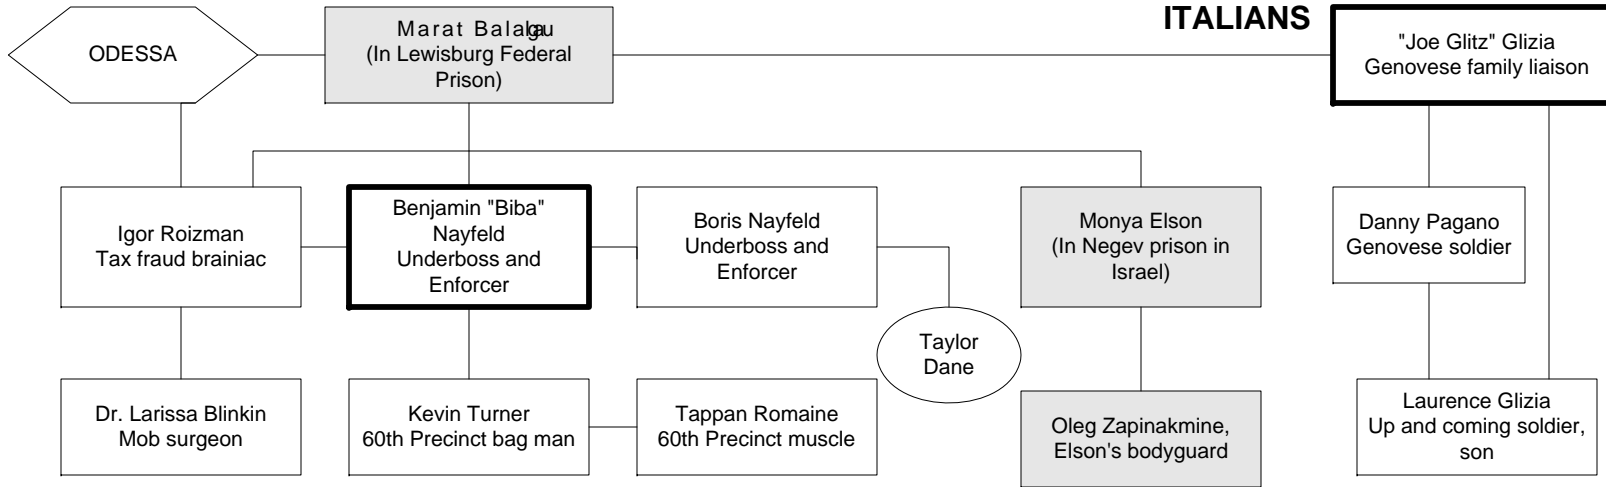 ITALIANS
ODESSA
Marat Balagu
(In Lewisburg Federal
Prison)
"Joe Glitz" Glizia
Genovese family liaison
Igor Roizman
Tax fraud brainiac
Benjamin "Biba"
Nayfeld
Underboss and
Enforcer
Boris Nayfeld
Underboss and
Enforcer
Monya Elson
(In Negev prison in
Israel)
Danny Pagano
Genovese soldier
Taylor
Dane
Dr. Larissa Blinkin
Mob surgeon
Kevin Turner
60th Precinct bag man
Tappan Romaine
60th Precinct muscle
Oleg Zapinakmine,
Elson's bodyguard
Laurence Glizia
Up and coming soldier,
son